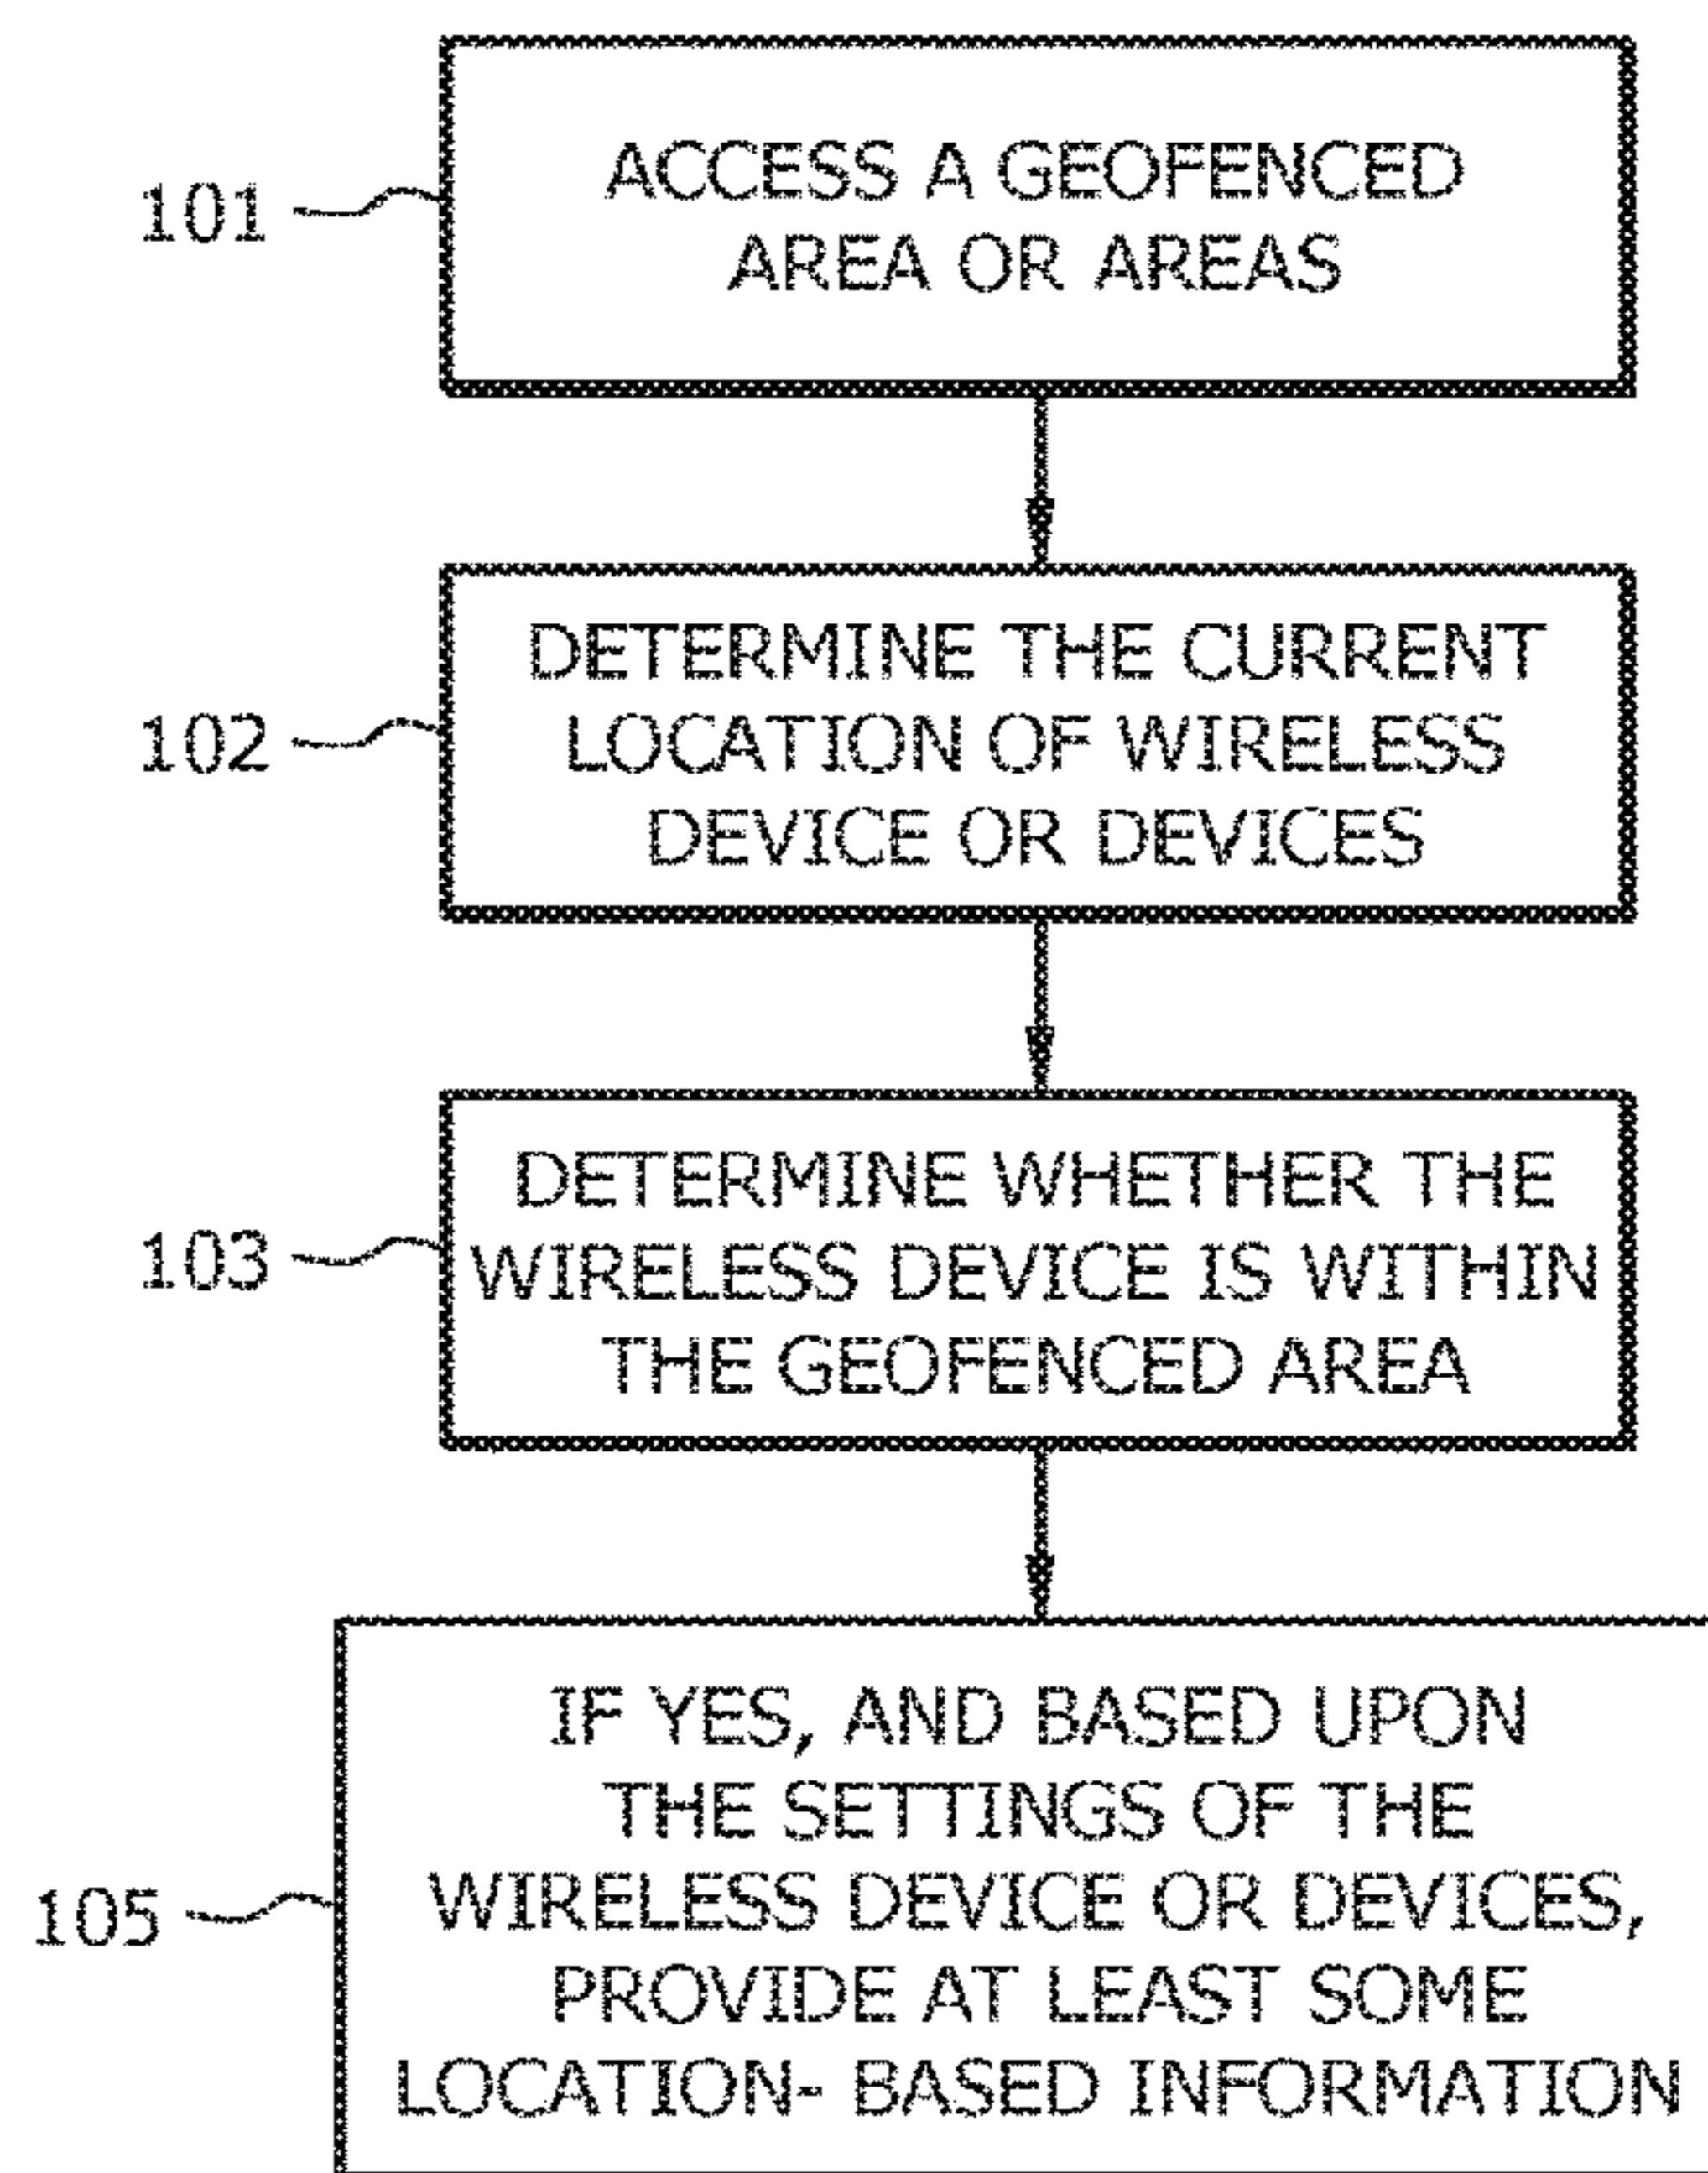 101
ACCESS A GEOFENCED
AREA OR AREAS
102
DETERMINE THE CURRENT
LOCATION OF WIRELESS
DEVICE OR DEVICES
103
DETERMINE WHETHER THE
WIRELESS DEVICE IS WITHIN
THE GEOFENCED AREA
105
IF YES, AND BASED UPON
THE SETTINGS OF THE
WIRELESS DEVICE OR DEVICES,
PROVIDE AT LEAST SOME
LOCATION- BASED INFORMATION